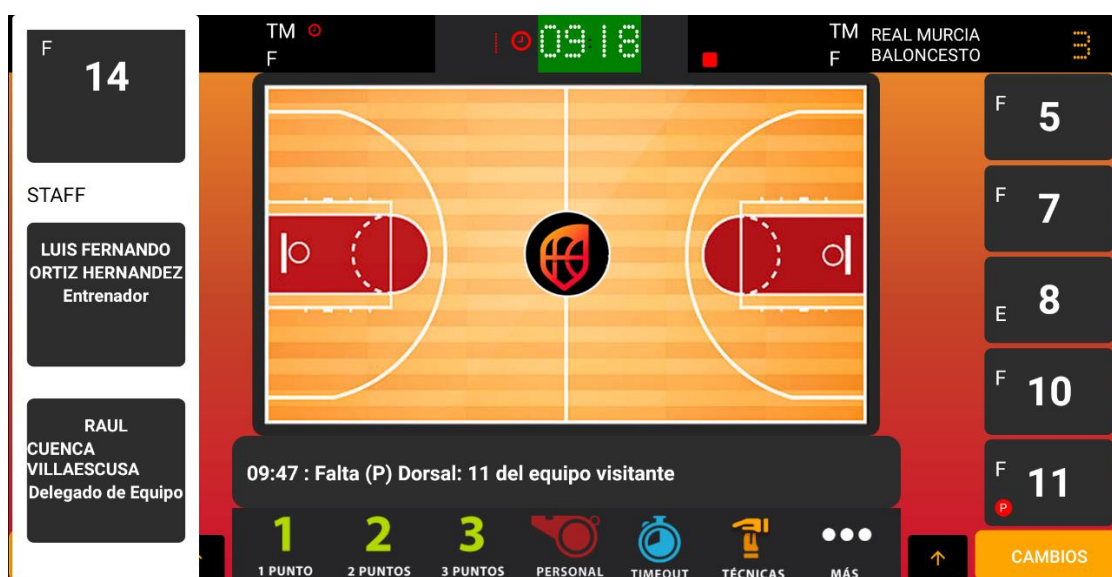 F
14
STAFF
LUIS FERNANDO
ORTIZ HERNANDEZ
Entrenador
RAUL
CUENCA
VILLAESCUSA
Delegado de Equipo
TM
F
1
09:18
TM
F
REAL MURCIA
BALONCESTO
3
09:47 : Falta (P) Dorsal: 11 del equipo visitante
1
1 PUNTO
2
2 PUNTOS
3
3 PUNTOS
PERSONAL
TIMEOUT
TÉCNICAS
MÁS
F
5
F
7
E
8
F
10
F
11
P
CAMBIOS